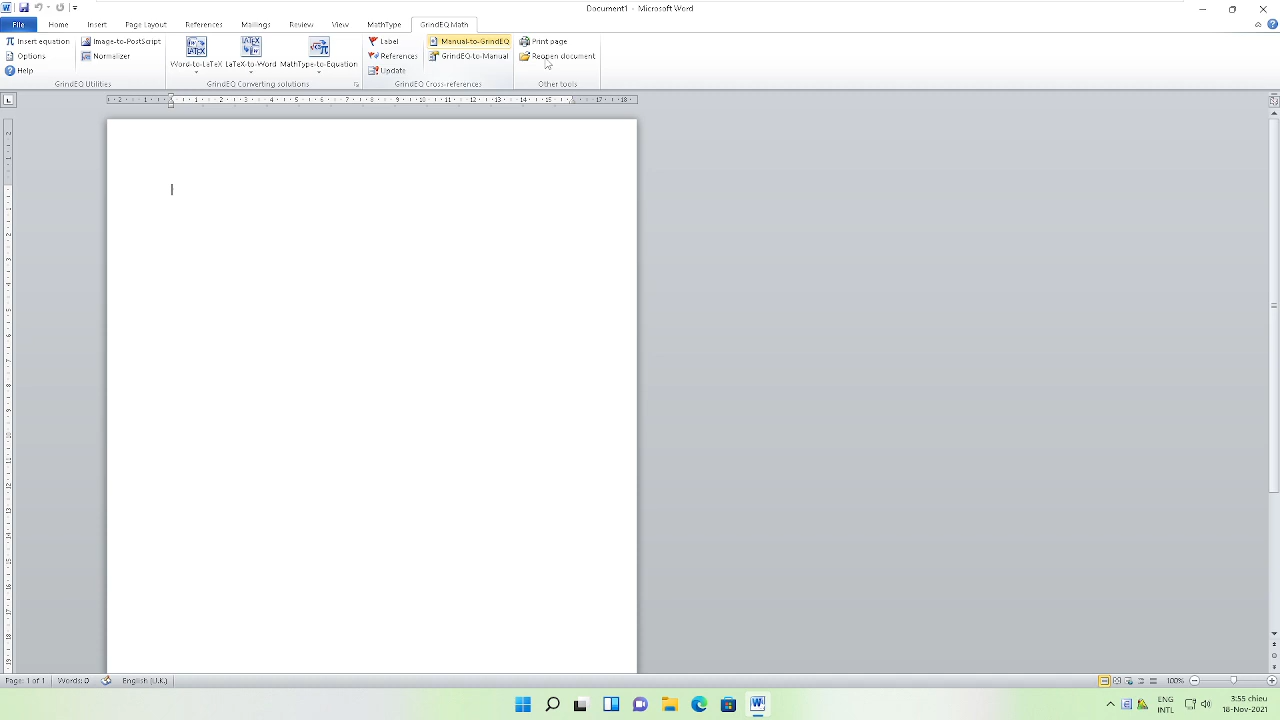 Document1 - Microsoft Word
File Home Insert Page Layout References Mailings Review View MathType GrindEQ Math
Insert equation Image-to-PostScript Label Manual-to-GrindEQ Print page
Options Normalizer References GrindEQ-to-Manual Reopen document
Word-to-LaTeX LaTeX-to-Word MathType-to-Equation
Help Update
GrindEQ Utilities GrindEQ Converting solutions GrindEQ Cross-references Other tools
Page: 1 of 1 Words: 0 English (U.K.) 100%
ENG 3:55 chieu
INTL 18-Nov-2021